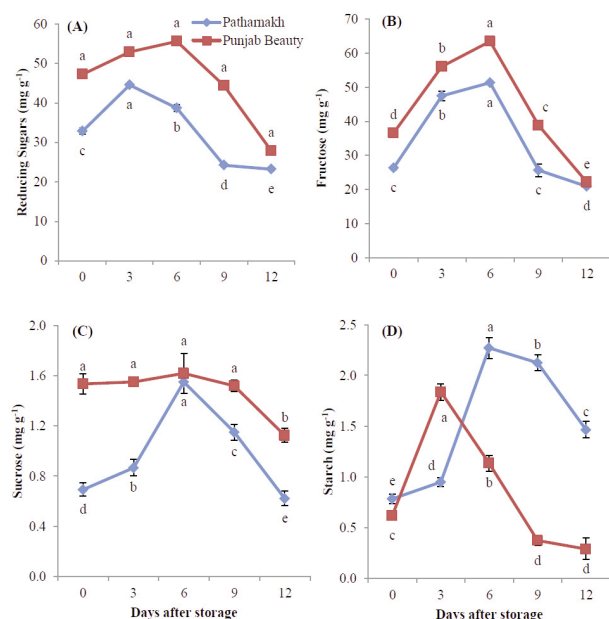 (A)
Patharnakh
Punjab Beauty
Reducing Sugars (mg g-1)
60
50
40
30
20
10
0
a
a
a
a
a
c
a
b
d
e
0 3 6 9 12
(B)
Fructose (mg g-1)
70
60
50
40
30
20
10
0
d
b
a
c
e
c
b
c
d
0 3 6 9 12
(C)
Sucrose (mg g-1)
2.0
1.6
1.2
0.8
0.4
0.0
a
a
a
a
b
d
b
a
c
e
0 3 6 9 12
Days after storage
(D)
Starch (mg g-1)
2.5
2.0
1.5
1.0
0.5
0.0
a
b
c
e
d
a
c
b
d
d
0 3 6 9 12
Days after storage